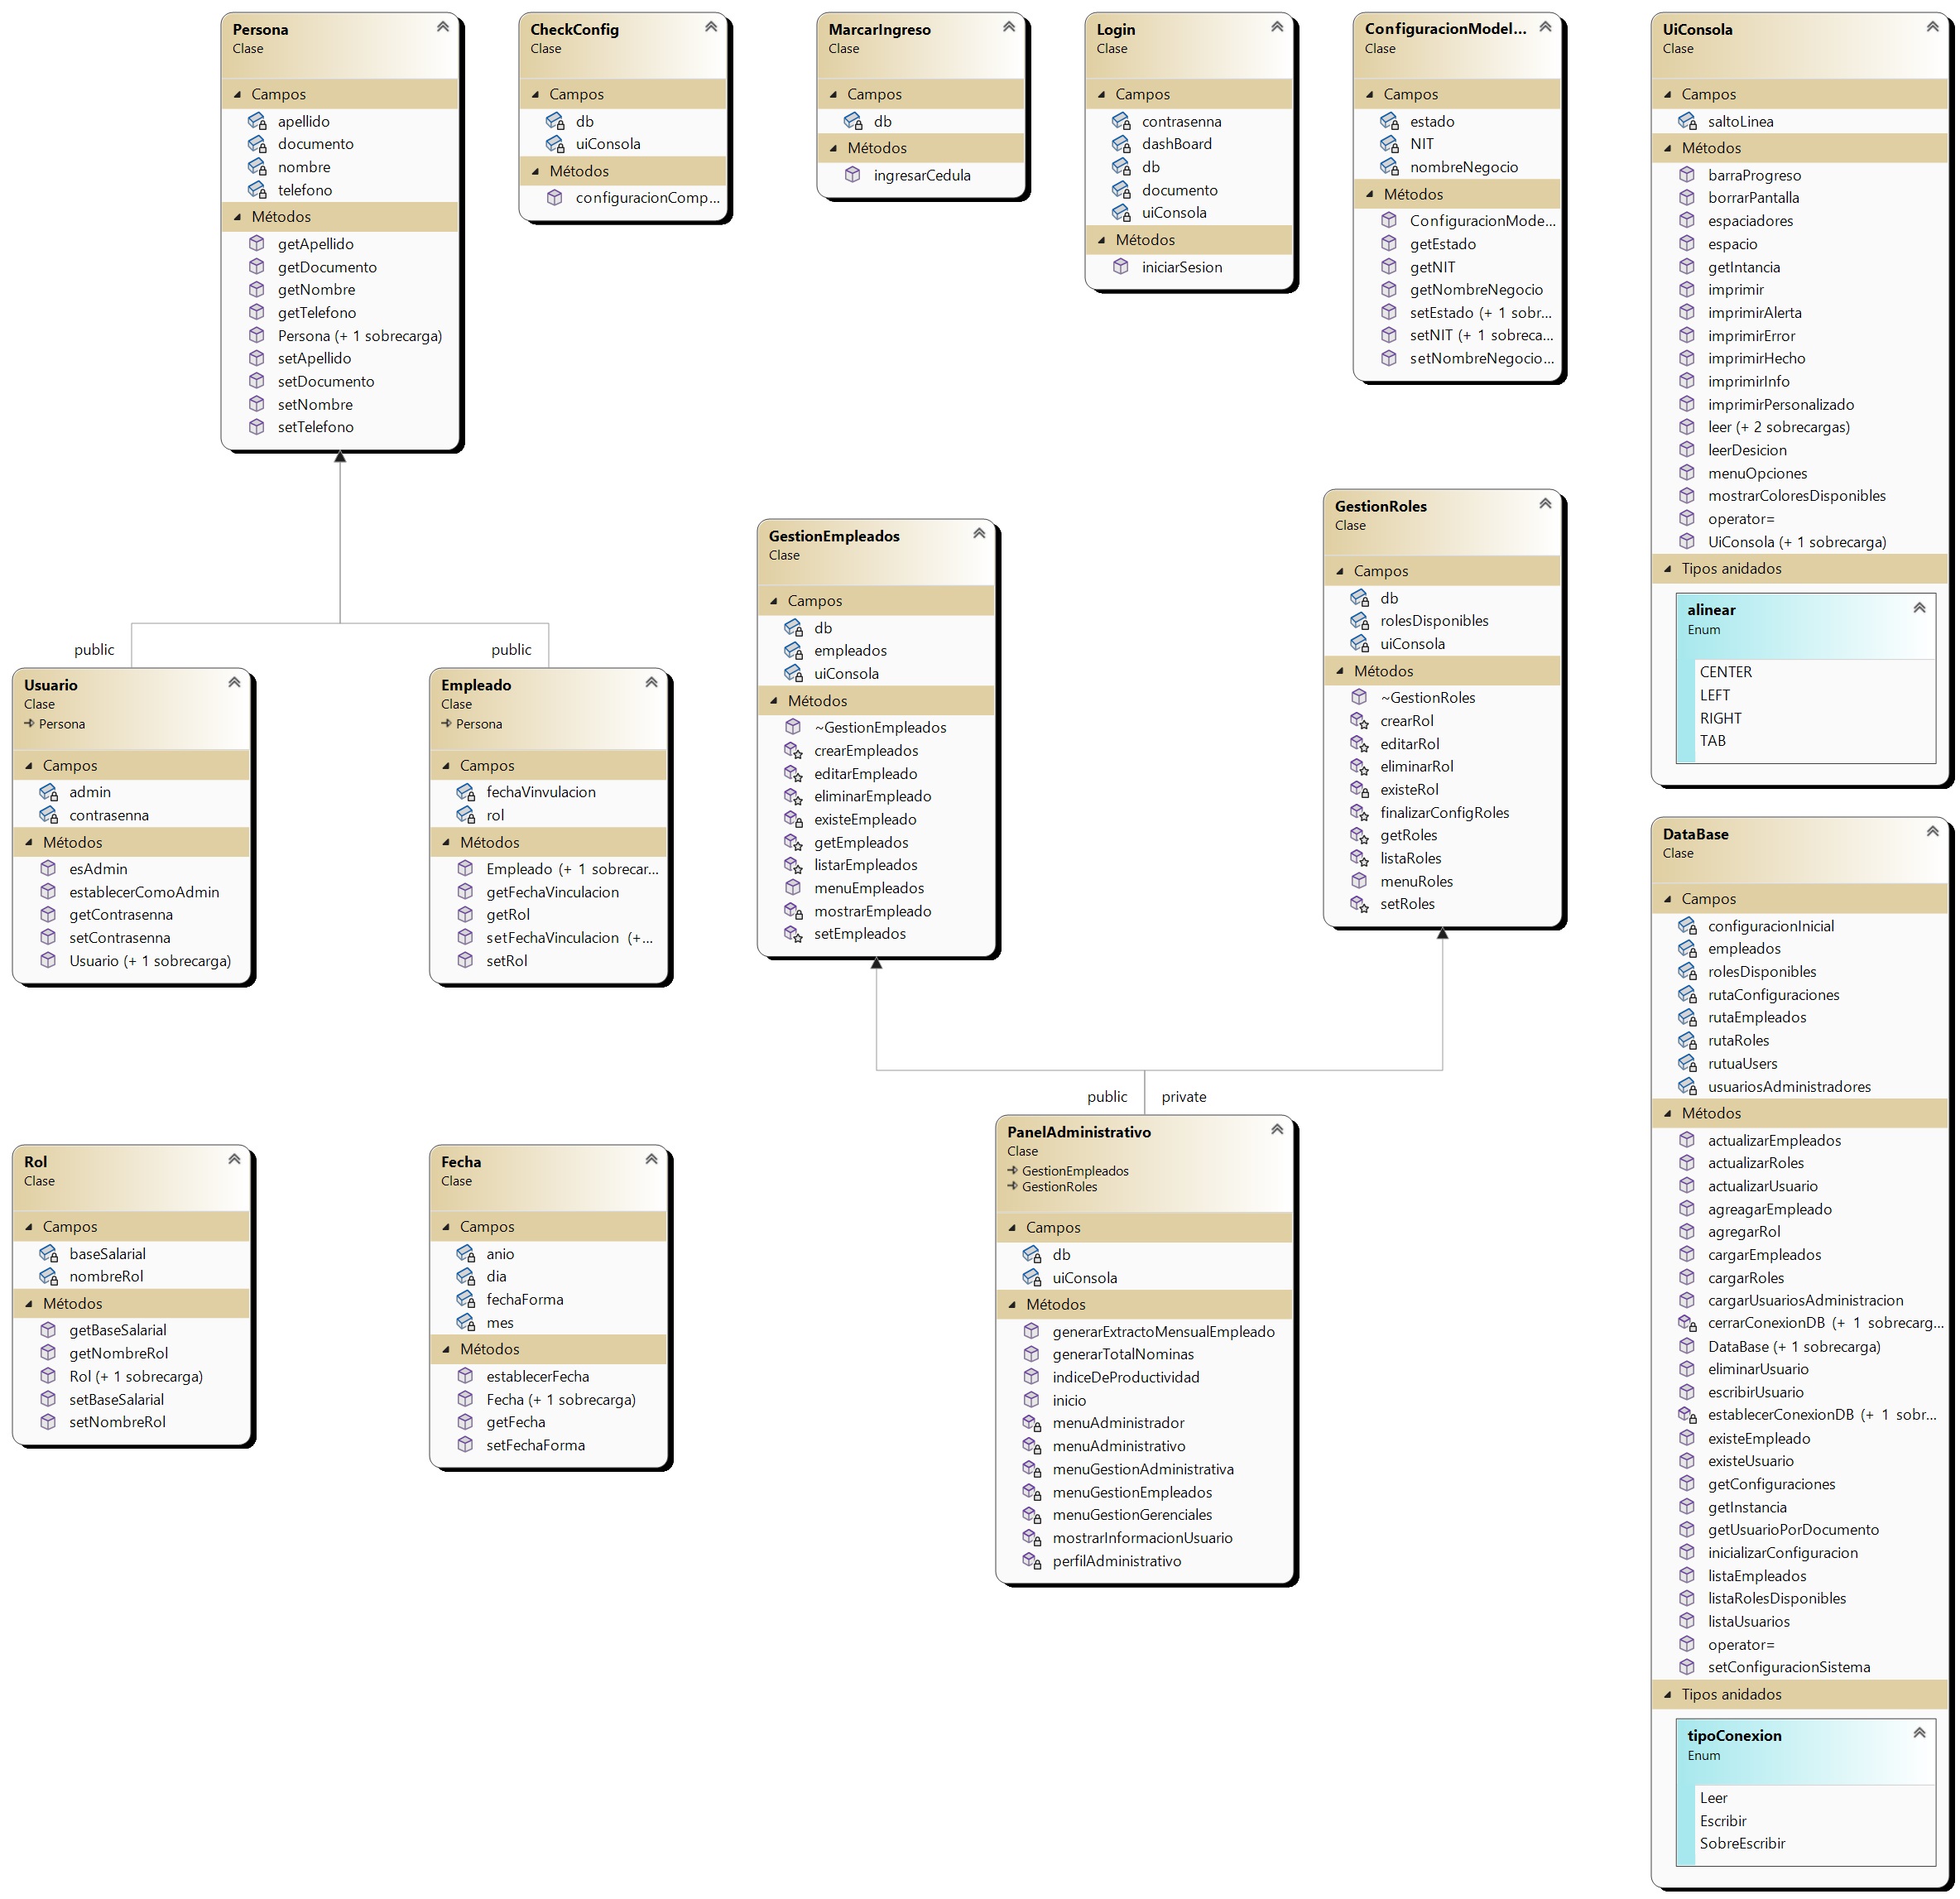 Persona
Clase
Campos
apellido
documento
nombre
telefono
Métodos
getApellido
getDocumento
getNombre
getTelefono
Persona (+ 1 sobrecarga)
setApellido
setDocumento
setNombre
setTelefono
CheckConfig
Clase
Campos
db
uiConsola
Métodos
configuracionComp...
MarcarIngreso
Clase
Campos
db
Métodos
ingresarCedula
Login
Clase
Campos
contrasenna
dashBoard
db
documento
uiConsola
Métodos
iniciarSesion
ConfiguracionModel...
Clase
Campos
estado
NIT
nombreNegocio
Métodos
ConfiguracionMode...
getEstado
getNIT
getNombreNegocio
setEstado (+ 1 sobr...
setNIT (+ 1 sobreca...
setNombreNegocio...
UiConsola
Clase
Campos
saltoLinea
Métodos
barraProgreso
borrarPantalla
espaciadores
espacio
getIntancia
imprimir
imprimirAlerta
imprimirError
imprimirHecho
imprimirInfo
imprimirPersonalizado
leer (+ 2 sobrecargas)
leerDesicion
menuOpciones
mostrarColoresDisponibles
operator=
UiConsola (+ 1 sobrecarga)
Tipos anidados
alinear
Enum
CENTER
LEFT
RIGHT
TAB
public
public
Usuario
Clase
Persona
Campos
admin
contrasenna
Métodos
esAdmin
establecerComoAdmin
getContrasenna
setContrasenna
Usuario (+ 1 sobrecarga)
Empleado
Clase
Persona
Campos
fechaVinvulacion
rol
Métodos
Empleado (+ 1 sobrecar...
getFechaVinculacion
getRol
setFechaVinculacion (+...
setRol
GestionEmpleados
Clase
Campos
db
empleados
uiConsola
Métodos
~GestionEmpleados
crearEmpleados
editarEmpleado
eliminarEmpleado
existeEmpleado
getEmpleados
listarEmpleados
menuEmpleados
mostrarEmpleado
setEmpleados
GestionRoles
Clase
Campos
db
rolesDisponibles
uiConsola
Métodos
~GestionRoles
crearRol
editarRol
eliminarRol
existeRol
finalizarConfigRoles
getRoles
listaRoles
menuRoles
setRoles
DataBase
Clase
Campos
configuracionInicial
empleados
rolesDisponibles
rutaConfiguraciones
rutaEmpleados
rutaRoles
rutuaUsers
usuariosAdministradores
Métodos
actualizarEmpleados
actualizarRoles
actualizarUsuario
agreagarEmpleado
agregarRol
cargarEmpleados
cargarRoles
cargarUsuariosAdministracion
cerrarConexionDB (+ 1 sobrecarg...
DataBase (+ 1 sobrecarga)
eliminarUsuario
escribirUsuario
establecerConexionDB (+ 1 sobr...
existeEmpleado
existeUsuario
getConfiguraciones
getInstancia
getUsuarioPorDocumento
inicializarConfiguracion
listaEmpleados
listaRolesDisponibles
listaUsuarios
operator=
setConfiguracionSistema
Tipos anidados
tipoConexion
Enum
Leer
Escribir
SobreEscribir
Rol
Clase
Campos
baseSalarial
nombreRol
Métodos
getBaseSalarial
getNombreRol
Rol (+ 1 sobrecarga)
setBaseSalarial
setNombreRol
Fecha
Clase
Campos
anio
dia
fechaForma
mes
Métodos
establecerFecha
Fecha (+ 1 sobrecarga)
getFecha
setFechaForma
public private
PanelAdministrativo
Clase
GestionEmpleados
GestionRoles
Campos
db
uiConsola
Métodos
generarExtractoMensualEmpleado
generarTotalNominas
indiceDeProductividad
inicio
menuAdministrador
menuAdministrativo
menuGestionAdministrativa
menuGestionEmpleados
menuGestionGerenciales
mostrarInformacionUsuario
perfilAdministrativo